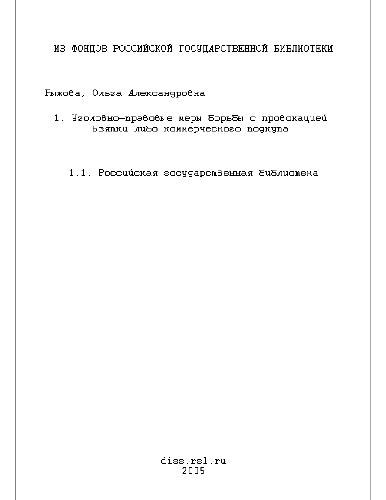 ИЗ ФОНДОВ РОССИЙСКОЙ ГОСУДАРСТВЕННОЙ БИБЛИОТЕКИ
Рыжова, Ольга Александровна
1. Уголовно-правовые меры борьбы с провокацией
взятки либо коммерческого подкупа
1.1. Российская государственная библиотека
diss.rsl.ru
2005